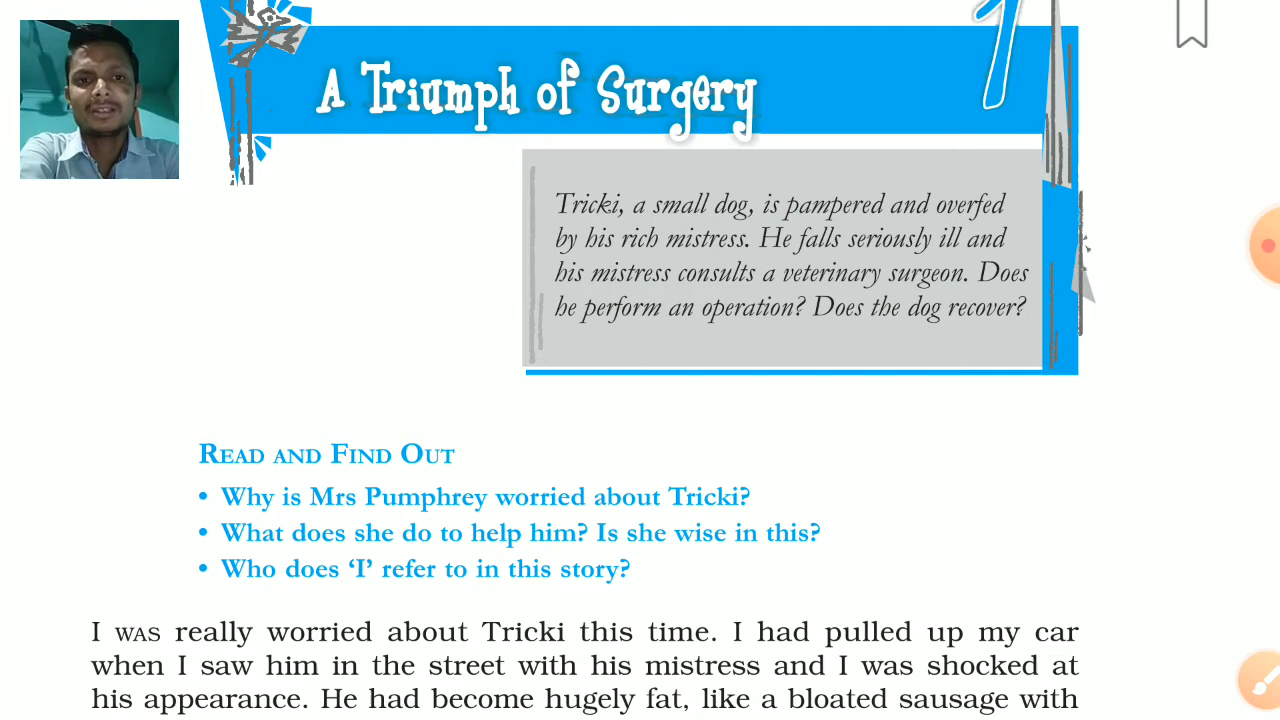 1
A Triumph of Surgery
Tricki, a small dog, is pampered and overfed
by his rich mistress. He falls seriously ill and
his mistress consults a veterinary surgeon. Does
he perform an operation? Does the dog recover?
READ AND FIND OUT
• Why is Mrs Pumphrey worried about Tricki?
• What does she do to help him? Is she wise in this?
• Who does ‘I’ refer to in this story?
I WAS really worried about Tricki this time. I had pulled up my car
when I saw him in the street with his mistress and I was shocked at
his appearance. He had become hugely fat, like a bloated sausage with